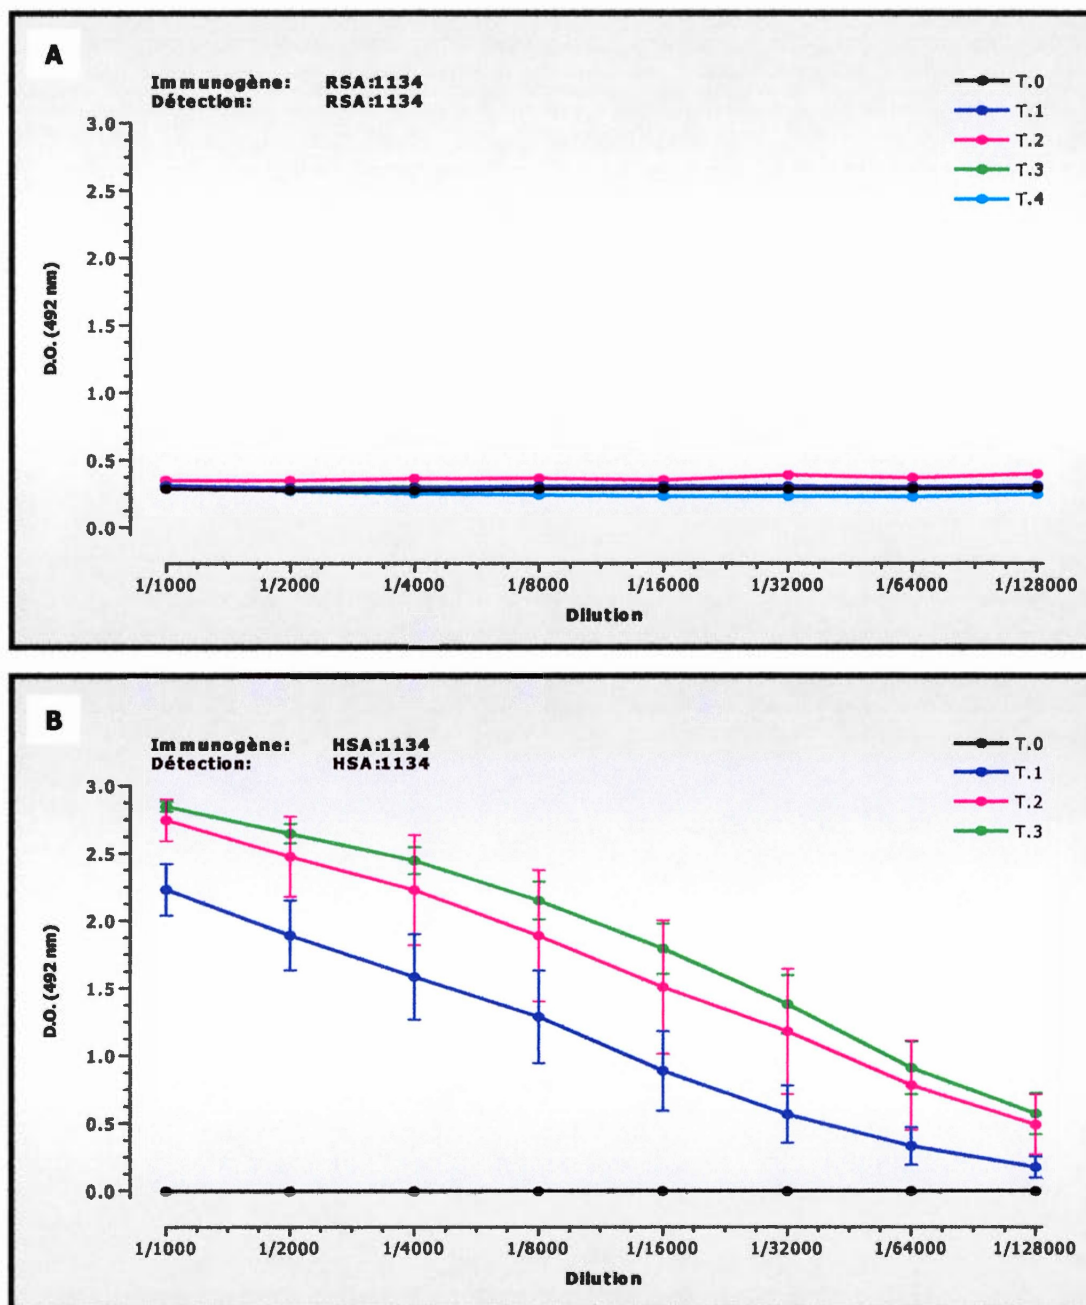 A
Immunogène: RSA:1134
Détection: RSA:1134
T.0
T.1
T.2
T.3
T.4
3.0
2.5
2.0
1.5
1.0
0.5
0.0
D.O. (492 nm)
1/1000 1/2000 1/4000 1/8000 1/16000 1/32000 1/64000 1/128000
Dilution
B
Immunogène: HSA:1134
Détection: HSA:1134
T.0
T.1
T.2
T.3
3.0
2.5
2.0
1.5
1.0
0.5
0.0
D.O. (492 nm)
1/1000 1/2000 1/4000 1/8000 1/16000 1/32000 1/64000 1/128000
Dilution